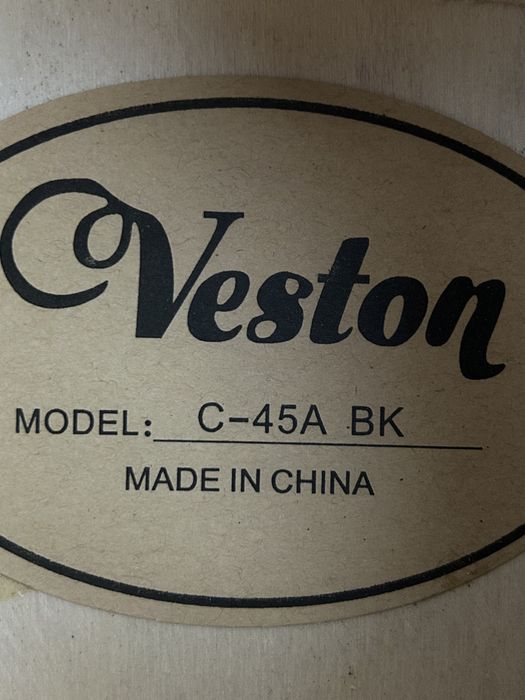 Veston
MODEL: C-45A BK
MADE IN CHINA